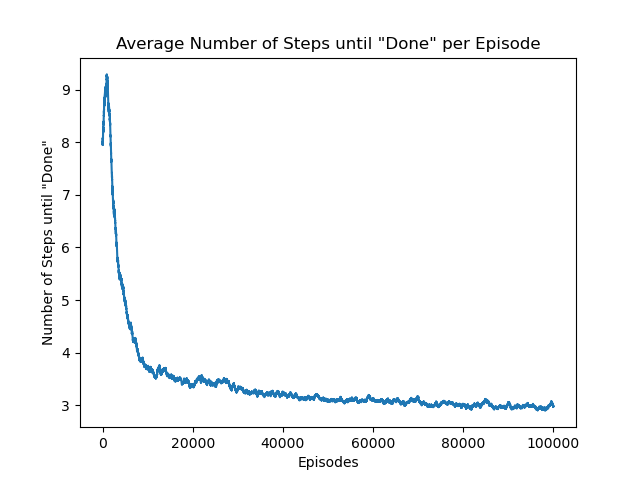 Average Number of Steps until "Done" per Episode
Number of Steps until "Done"
9
8
7
6
5
4
3
0 20000 40000 60000 80000 100000
Episodes